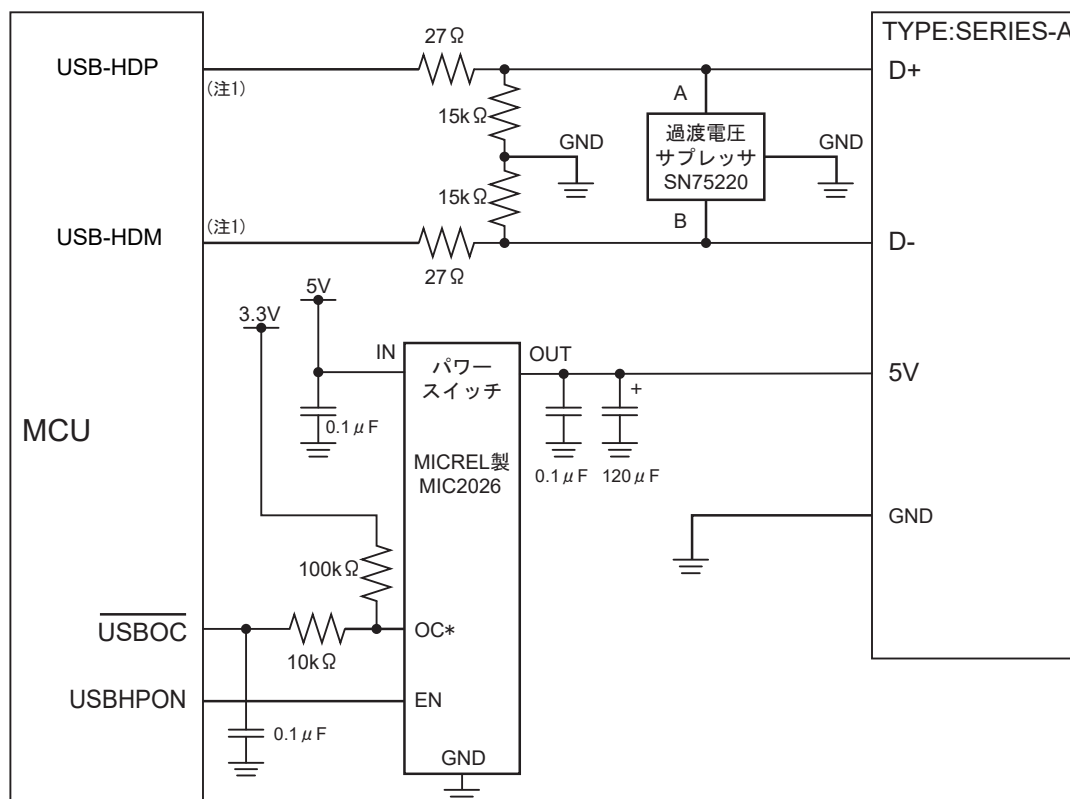 TYPE:SERIES-A
27Ω
USB-HDP
(注1)
D+
A
15kΩ
GND
過渡電圧
サプレッサ
SN75220
GND
15kΩ
B
USB-HDM
(注1)
D-
27Ω
5V
3.3V
IN
パワー
スイッチ
OUT
5V
+
MCU
0.1μF
MICREL製
MIC2026
0.1μF
120μF
GND
100kΩ
USBOC
OC*
10kΩ
USBHPON
EN
0.1μF
GND